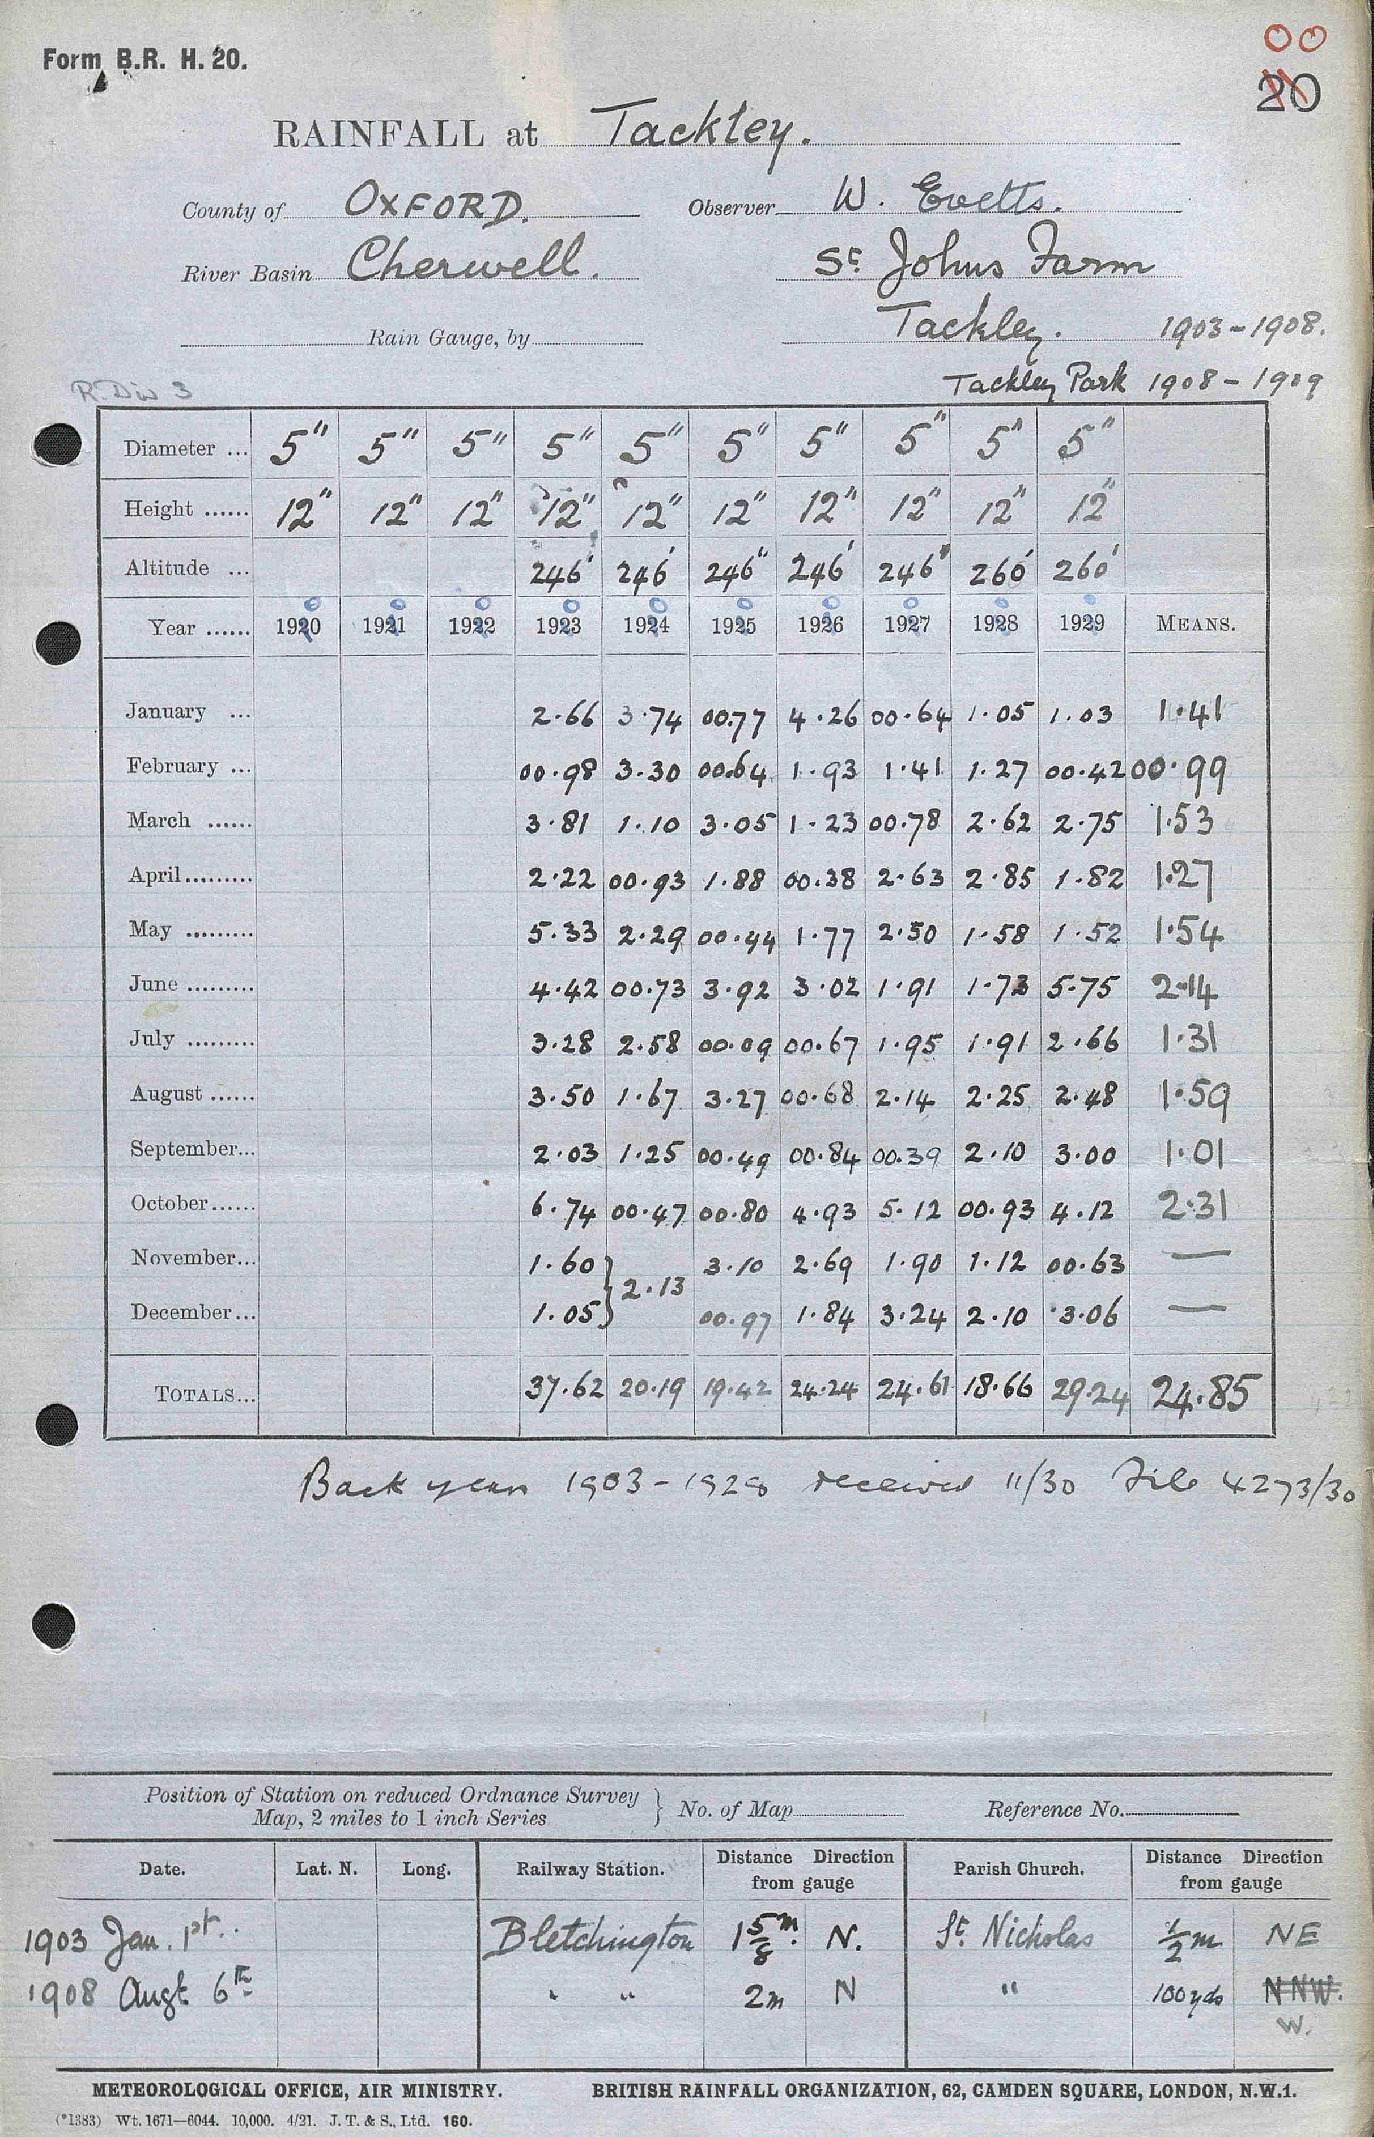 Form B.R. H. 20.
00
20
RAINFALL at Tackley.
County of OXFORD. Observer W. Evetts.
River Basin Cherwell. St. Johns Farm
Rain Gauge, by Tackley. 1903-1908.
R. Div 3 Tackley Park 1908-1909
Diameter ... 5" 5" 5" 5" 5" 5" 5" 5" 5" 5"
Height ...... 12" 12" 12" 12" 12" 12" 12" 12" 12" 12"
Altitude ... 246' 246' 246" 246' 246" 260' 260'
0 0 0 0 0 0 0 0 0 0
Year ...... 1920 1921 1922 1923 1924 1925 1926 1927 1928 1929 MEANS.
January ... 2.66 3.74 00.77 4.26 00.64 1.05 1.03 1.41
February ... 00.98 3.30 00.64 1.93 1.41 1.27 00.42 00.99
March ...... 3.81 1.10 3.05 1.23 00.78 2.62 2.75 1.53
April......... 2.22 00.93 1.88 00.38 2.63 2.85 1.82 1.27
May ......... 5.33 2.29 00.44 1.77 2.50 1.58 1.52 1.54
June ......... 4.42 00.73 3.92 3.02 1.91 1.73 5.75 2.14
July ......... 3.28 2.58 00.09 00.67 1.95 1.91 2.66 1.31
August ...... 3.50 1.67 3.27 00.68 2.14 2.25 2.48 1.59
September... 2.03 1.25 00.49 00.84 00.39 2.10 3.00 1.01
October...... 6.74 00.47 00.80 4.93 5.12 00.93 4.12 2.31
November... 1.60 } 2.13 3.10 2.69 1.90 1.12 00.63 —
December... 1.05 00.97 1.84 3.24 2.10 3.06 —
TOTALS... 37.62 20.19 19.42 24.24 24.61 18.66 29.24 24.85
Back years 1903-1928 received 11/30 File 4273/30
Position of Station on reduced Ordnance Survey
Map, 2 miles to 1 inch Series } No. of Map Reference No.
Date. Lat. N. Long. Railway Station. Distance from gauge Direction Parish Church. Distance from gauge Direction
1903 Jan. 1st. Bletchington 1 5/8 m. N. St. Nicholas 1/2 m NE
1908 Augt 6th " " 2m N " 100 yds NNW.
W.
METEOROLOGICAL OFFICE, AIR MINISTRY. BRITISH RAINFALL ORGANIZATION, 62, CAMDEN SQUARE, LONDON, N.W.1.
(*1383) Wt. 1671—6044. 10,000. 4/21. J. T. & S., Ltd. 160.